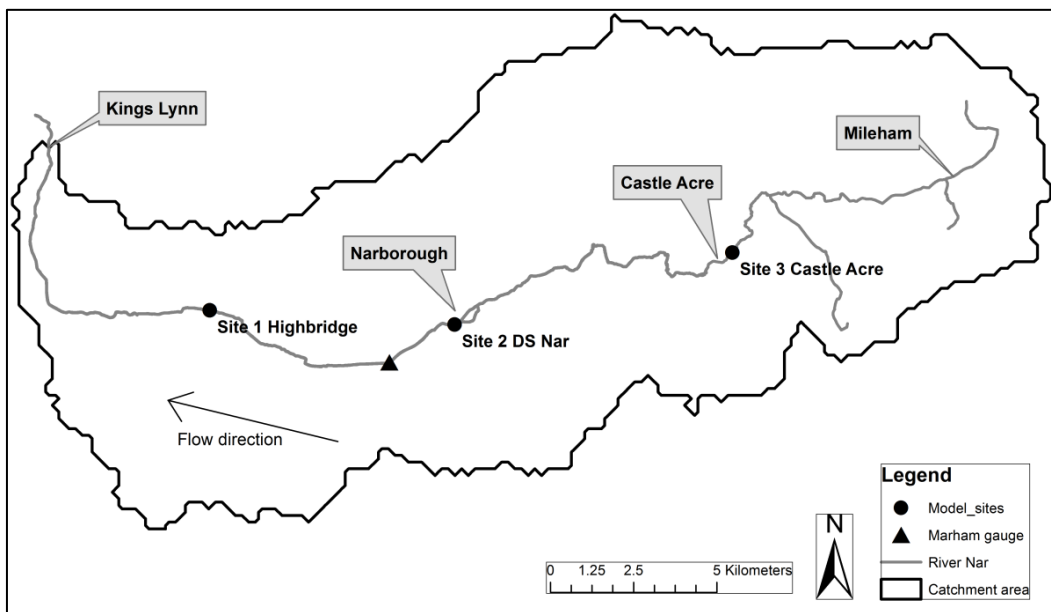 Kings Lynn
Mileham
Castle Acre
Narborough
Site 3 Castle Acre
Site 1 Highbridge
Site 2 DS Nar
Flow direction
Legend
Model_sites
Marham gauge
River Nar
Catchment area
N
0 1.25 2.5 5 Kilometers